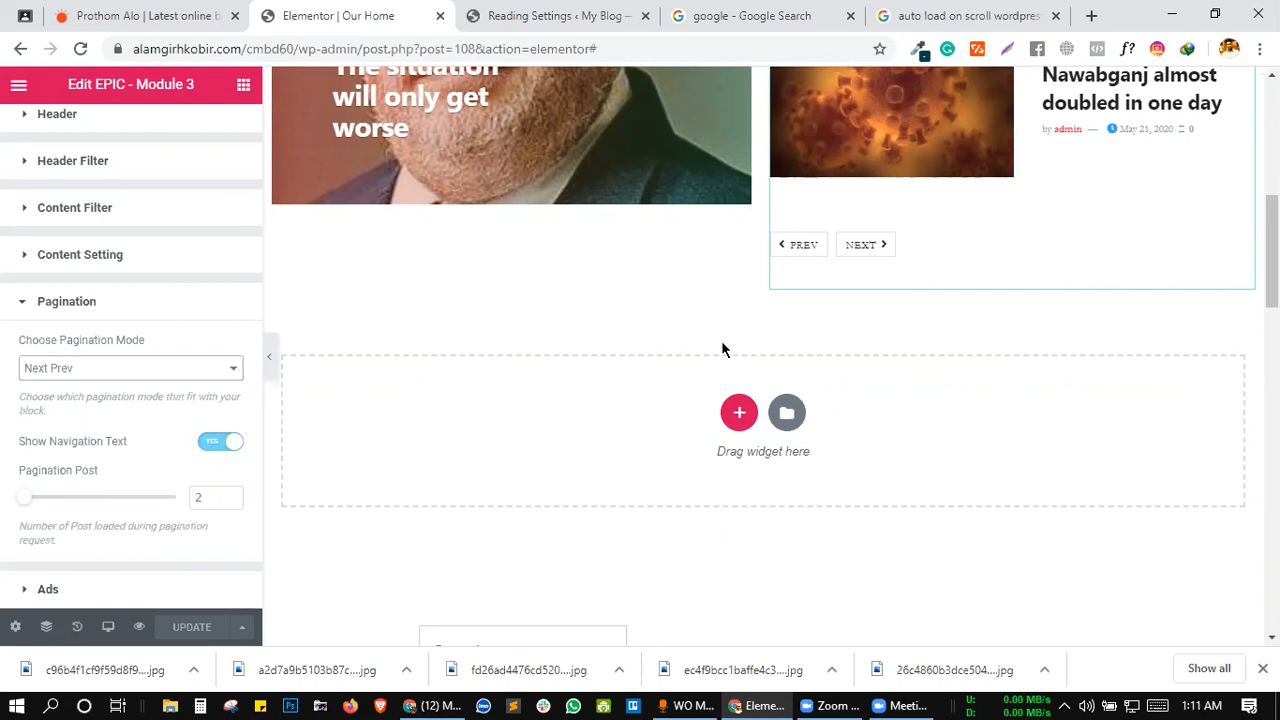 Prothom Alo | Latest online b
Elementor | Our Home
Reading Settings ‹ My Blog —
google - Google Search
auto load on scroll wordpres
alamgirhkobir.com/cmbd60/wp-admin/post.php?post=108&action=elementor#
Edit EPIC - Module 3
Header
Header Filter
Content Filter
Content Setting
Pagination
Choose Pagination Mode
Next Prev
Choose which pagination mode that fit with your
block.
Show Navigation Text
YES
Pagination Post
2
Number of Post loaded during pagination
request.
Ads
UPDATE
The situation
will only get
worse
Nawabganj almost
doubled in one day
by admin — May 21, 2020 0
PREV
NEXT
Drag widget here
c96b4f1cf9f59d8f9....jpg
a2d7a9b5103b87c....jpg
fd26ad4476cd520....jpg
ec4f9bcc1baffe4c3....jpg
26c4860b3dce504....jpg
Show all
(12) M...
Eleme...
WO M...
Zoom ...
Meeti...
U: 0.00 MB/s
D: 0.00 MB/s
1:11 AM